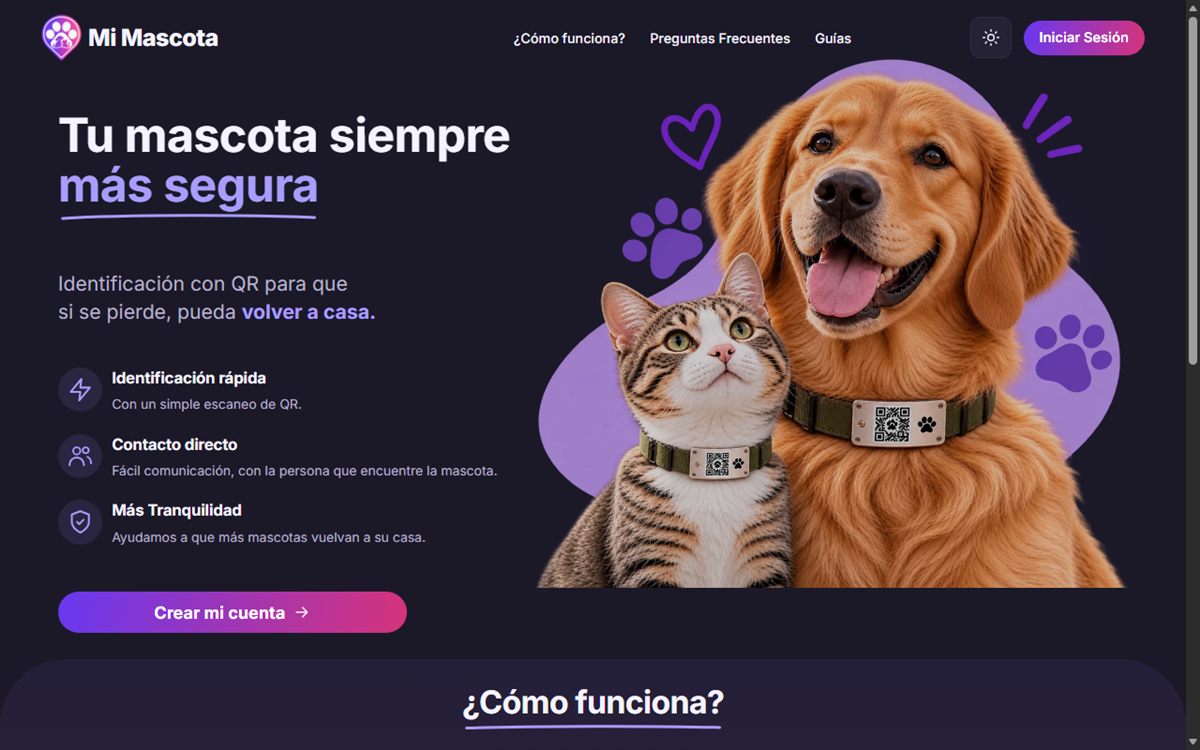 Mi Mascota
¿Cómo funciona?
Preguntas Frecuentes
Guías
Iniciar Sesión
Tu mascota siempre
más segura
Identificación con QR para que
si se pierde, pueda volver a casa.
Identificación rápida
Con un simple escaneo de QR.
Contacto directo
Fácil comunicación, con la persona que encuentre la mascota.
Más Tranquilidad
Ayudamos a que más mascotas vuelvan a su casa.
Crear mi cuenta →
¿Cómo funciona?